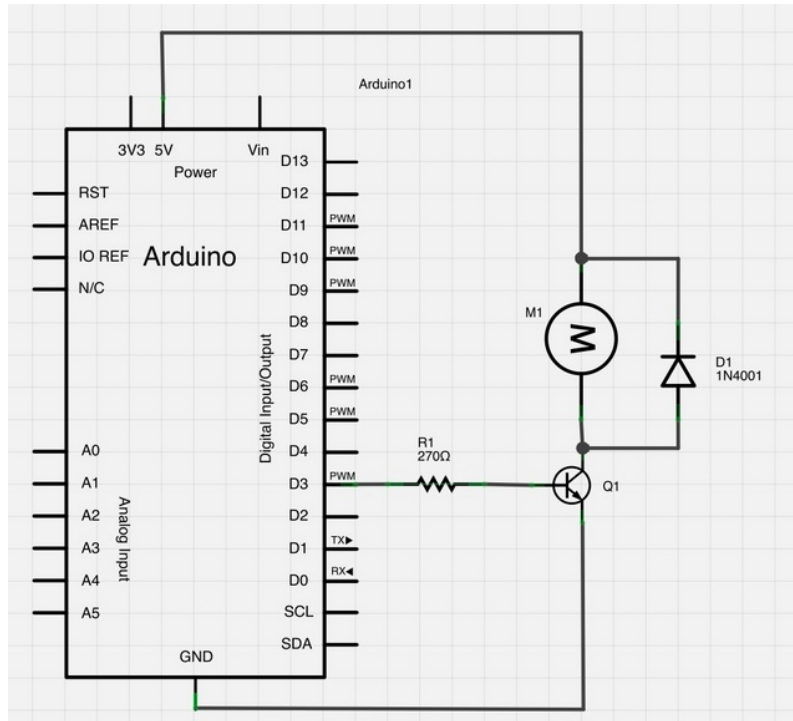 Arduino1
3V3 5V Vin
Power
D13
RST D12
AREF D11 PWM
IO REF Arduino D10 PWM
N/C D9 PWM
D8
D7
D6 PWM
D5 PWM
D4
D3 PWM
D2
D1 TX▶
D0 RX◀
SCL
SDA
Digital Input/Output
A0
A1
A2
A3
A4
A5
Analog Input
GND
M1
M
D1
1N4001
R1
270Ω
Q1